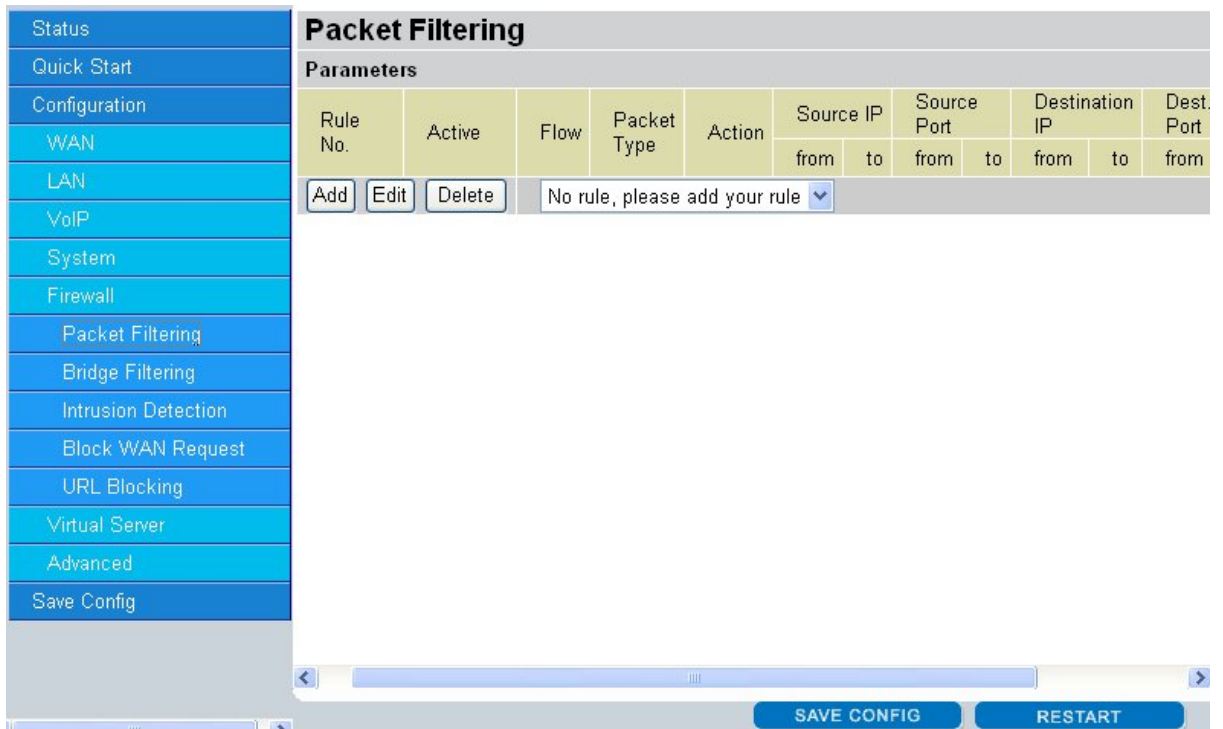 Status
Quick Start
Configuration
WAN
LAN
VoIP
System
Firewall
Packet Filtering
Bridge Filtering
Intrusion Detection
Block WAN Request
URL Blocking
Virtual Server
Advanced
Save Config
Packet Filtering
Parameters
Rule No. Active Flow Packet Type Action Source IP Source Port Destination IP Dest. Port
from to from to from to from
Add Edit Delete No rule, please add your rule
SAVE CONFIG RESTART